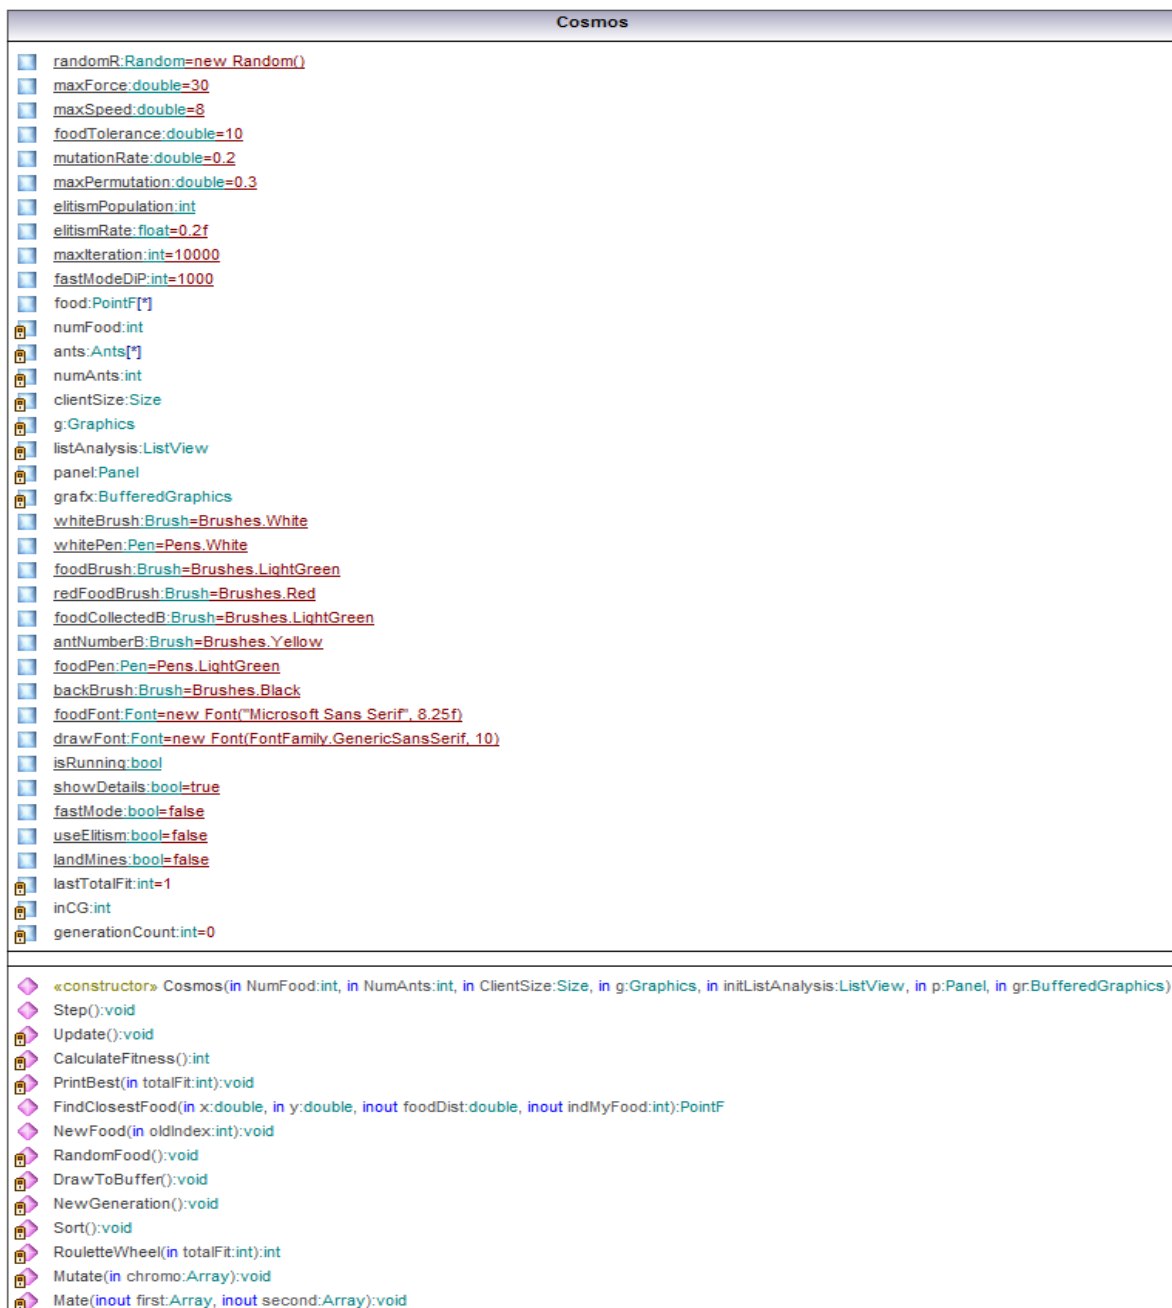 Cosmos
randomR:Random=new Random()
maxForce:double=30
maxSpeed:double=8
foodTolerance:double=10
mutationRate:double=0.2
maxPermutation:double=0.3
elitismPopulation:int
elitismRate:float=0.2f
maxIteration:int=10000
fastModeDiP:int=1000
food:PointF[*]
numFood:int
ants:Ants[*]
numAnts:int
clientSize:Size
g:Graphics
listAnalysis:ListView
panel:Panel
grafx:BufferedGraphics
whiteBrush:Brush=Brushes.White
whitePen:Pen=Pens.White
foodBrush:Brush=Brushes.LightGreen
redFoodBrush:Brush=Brushes.Red
foodCollectedB:Brush=Brushes.LightGreen
antNumberB:Brush=Brushes.Yellow
foodPen:Pen=Pens.LightGreen
backBrush:Brush=Brushes.Black
foodFont:Font=new Font("Microsoft Sans Serif", 8.25f)
drawFont:Font=new Font(FontFamily.GenericSansSerif, 10)
isRunning:bool
showDetails:bool=true
fastMode:bool=false
useElitism:bool=false
landMines:bool=false
lastTotalFit:int=1
inCG:int
generationCount:int=0
«constructor» Cosmos(in NumFood:int, in NumAnts:int, in ClientSize:Size, in g:Graphics, in initListAnalysis:ListView, in p:Panel, in gr:BufferedGraphics)
Step():void
Update():void
CalculateFitness():int
PrintBest(in totalFit:int):void
FindClosestFood(in x:double, in y:double, inout foodDist:double, inout indMyFood:int):PointF
NewFood(in oldIndex:int):void
RandomFood():void
DrawToBuffer():void
NewGeneration():void
Sort():void
RouletteWheel(in totalFit:int):int
Mutate(in chromo:Array):void
Mate(inout first:Array, inout second:Array):void